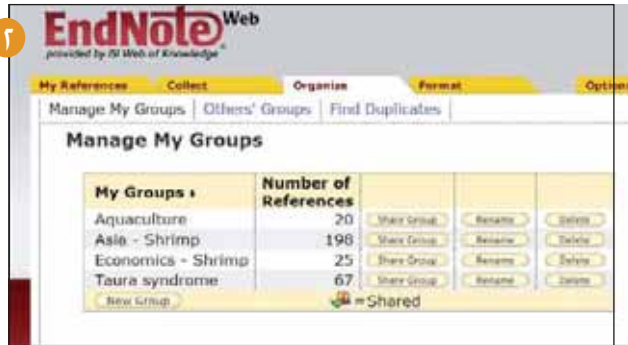 ٢
EndNote Web
provided by ISI Web of Knowledge
My References Collect Organize Format Options
Manage My Groups Others' Groups Find Duplicates
Manage My Groups
My Groups Number of References
Aquaculture 20 Share Group Rename Delete
Asia - Shrimp 198 Share Group Rename Delete
Economics - Shrimp 25 Share Group Rename Delete
Taura syndrome 67 Share Group Rename Delete
New Group =Shared